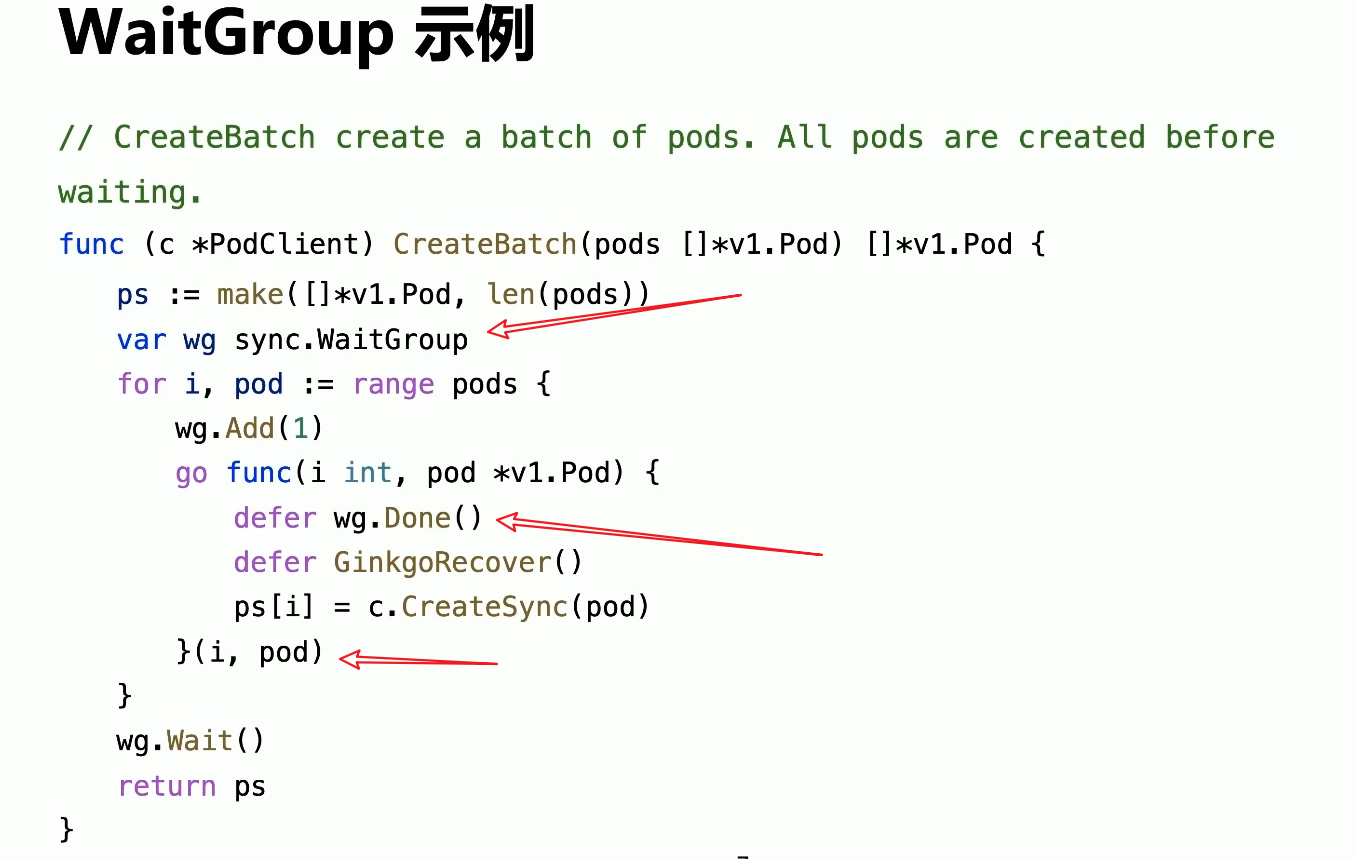 WaitGroup 示例
// CreateBatch create a batch of pods. All pods are created before
waiting.
func (c *PodClient) CreateBatch(pods []*v1.Pod) []*v1.Pod {
ps := make([]*v1.Pod, len(pods))
var wg sync.WaitGroup
for i, pod := range pods {
wg.Add(1)
go func(i int, pod *v1.Pod) {
defer wg.Done()
defer GinkgoRecover()
ps[i] = c.CreateSync(pod)
}(i, pod)
}
wg.Wait()
return ps
}